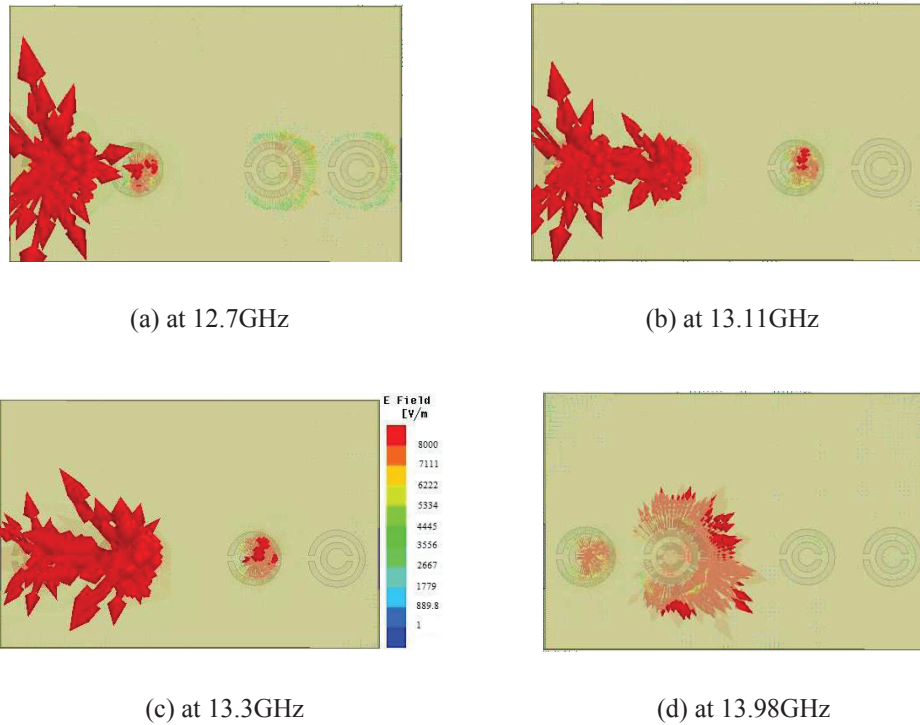 (a) at 12.7GHz
(b) at 13.11GHz
E Field
[V/m
8000
7111
6222
5334
4445
3556
2667
1779
889.8
1
(c) at 13.3GHz
(d) at 13.98GHz